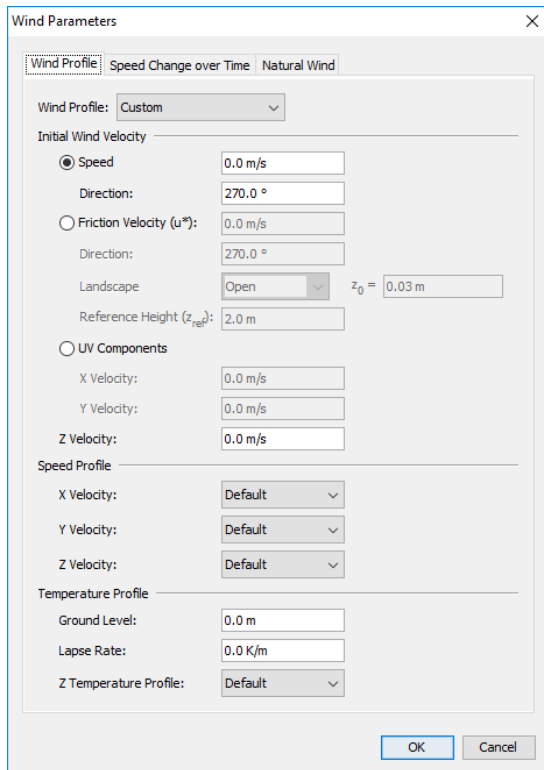 Wind Parameters
Wind Profile Speed Change over Time Natural Wind
Wind Profile: Custom
Initial Wind Velocity
Speed 0.0 m/s
Direction: 270.0 °
Friction Velocity (u*): 0.0 m/s
Direction: 270.0 °
Landscape Open z0 = 0.03 m
Reference Height (zref): 2.0 m
UV Components
X Velocity: 0.0 m/s
Y Velocity: 0.0 m/s
Z Velocity: 0.0 m/s
Speed Profile
X Velocity: Default
Y Velocity: Default
Z Velocity: Default
Temperature Profile
Ground Level: 0.0 m
Lapse Rate: 0.0 K/m
Z Temperature Profile: Default
OK Cancel